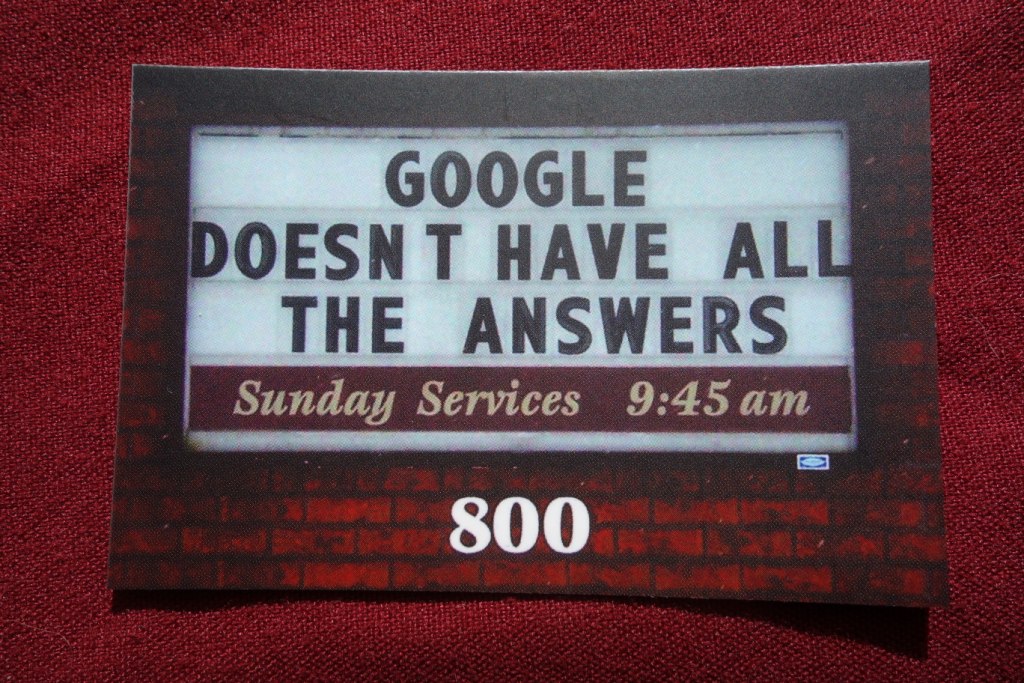 GOOGLE
DOESN T HAVE ALL
THE ANSWERS
Sunday Services 9:45 am
800